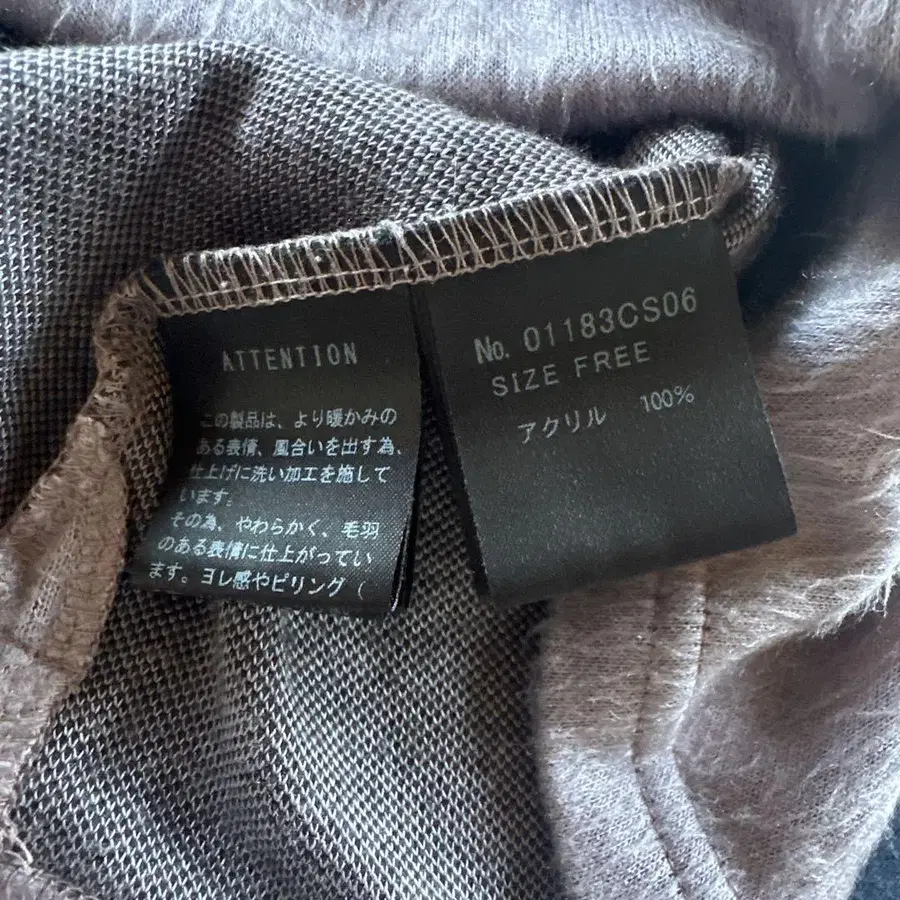 ATTENTION
この製品は、より暖かみの
ある表情、風合いを出す為、
仕上げに洗い加工を施して
います。
その為、やわらかく、毛羽
のある表情に仕上がってい
ます。ヨレ感やピリング（
No. 01183CS06
SIZE FREE
アクリル 100%